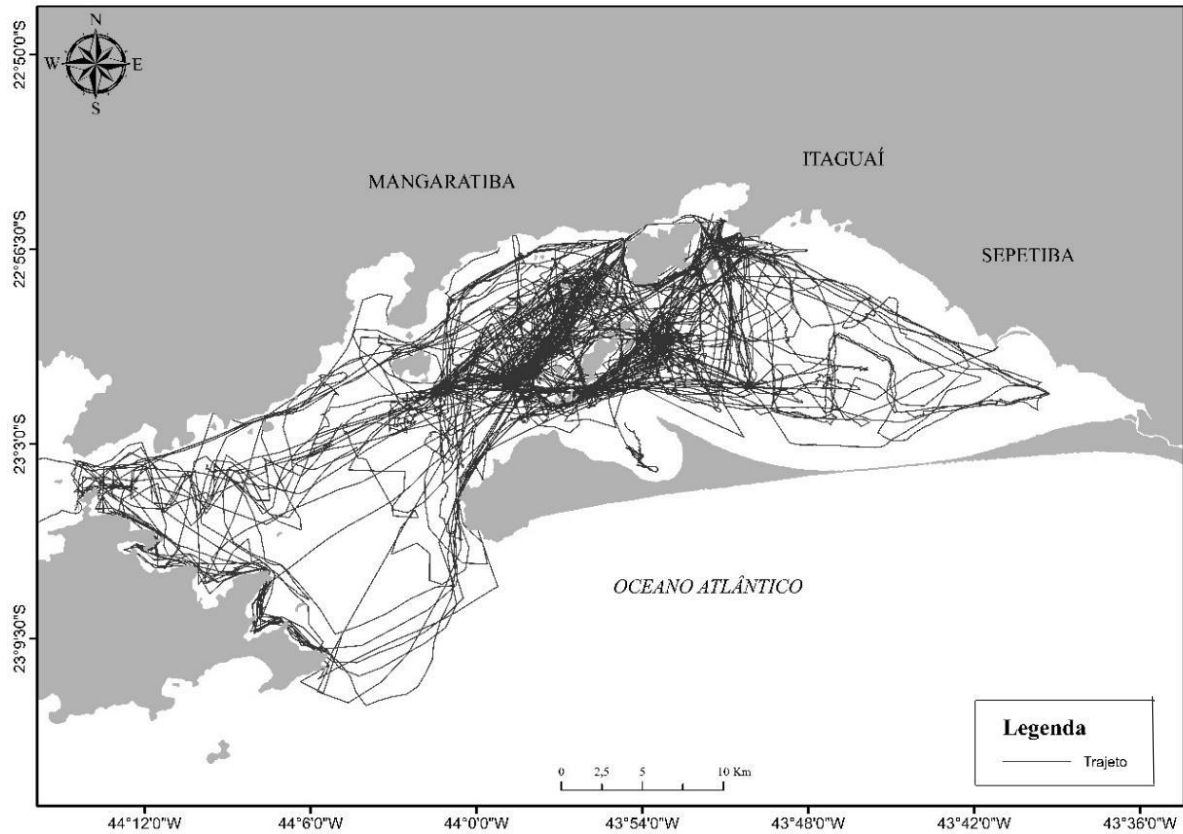 22°50'0"S
N
W E
S
ITAGUAÍ
MANGARATIBA
22°56'30"S
SEPETIBA
23°3'0"S
OCEANO ATLÂNTICO
23°9'30"S
Legenda
Trajeto
0 2,5 5 10 Km
44°12'0"W 44°6'0"W 44°0'0"W 43°54'0"W 43°48'0"W 43°42'0"W 43°36'0"W